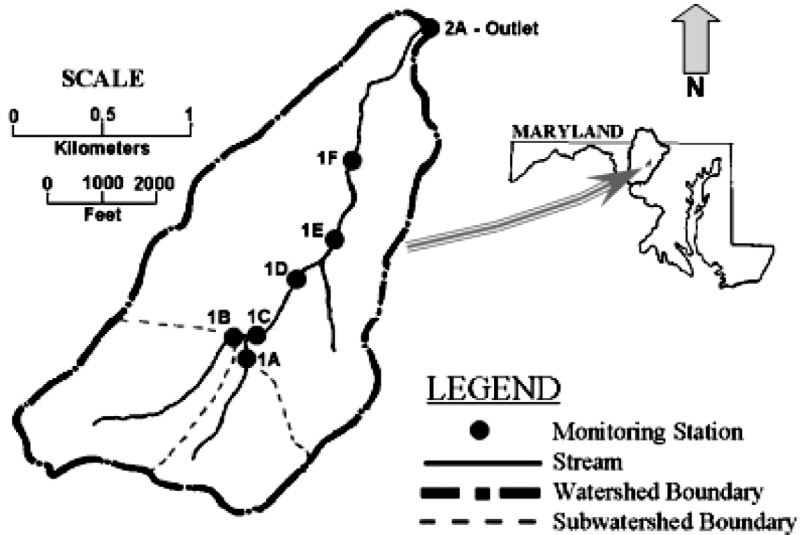 2A - Outlet
SCALE
0 0.5 1
Kilometers
0 1000 2000
Feet
N
MARYLAND
1F
1E
1D
1B 1C
1A
LEGEND
Monitoring Station
Stream
Watershed Boundary
Subwatershed Boundary